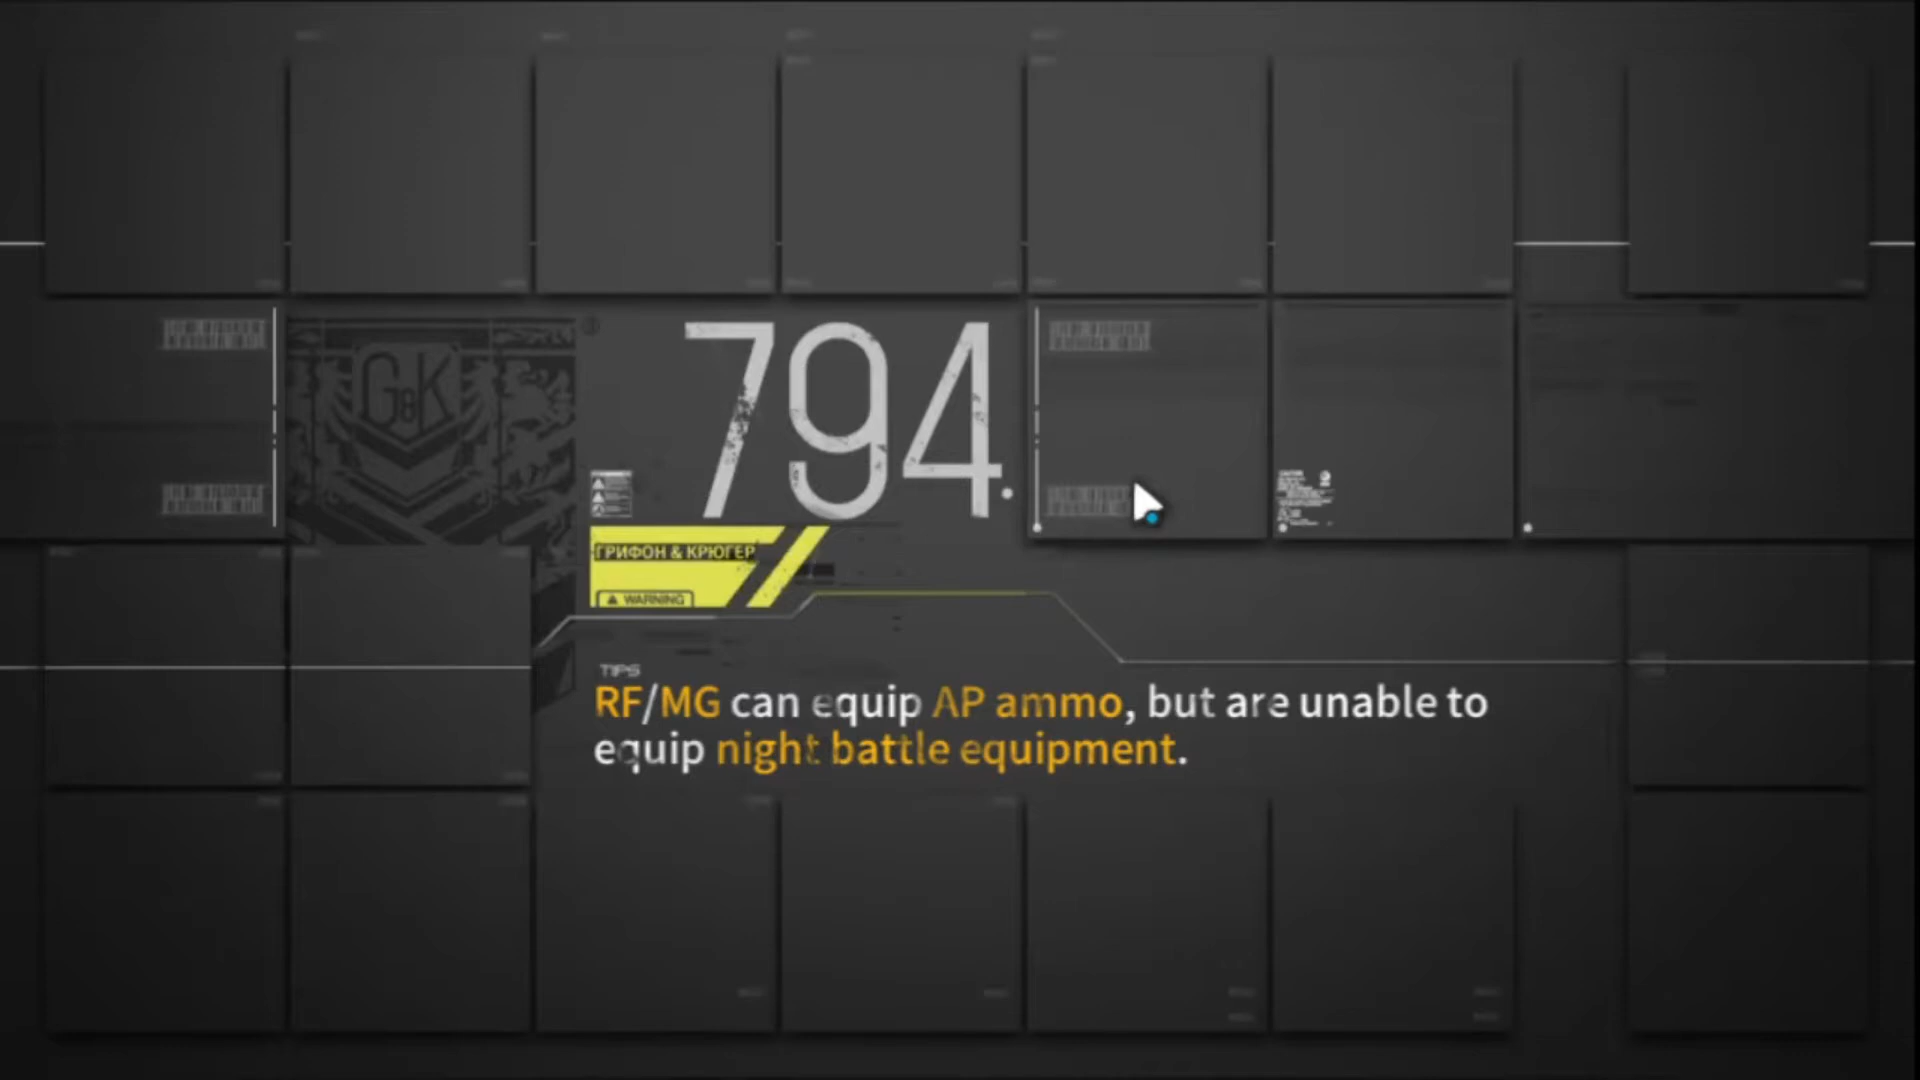 G&K
794.
ГРИФОН & КРЮГЕР
WARNING
TIPS
RF/MG can equip AP ammo, but are unable to
equip night battle equipment.